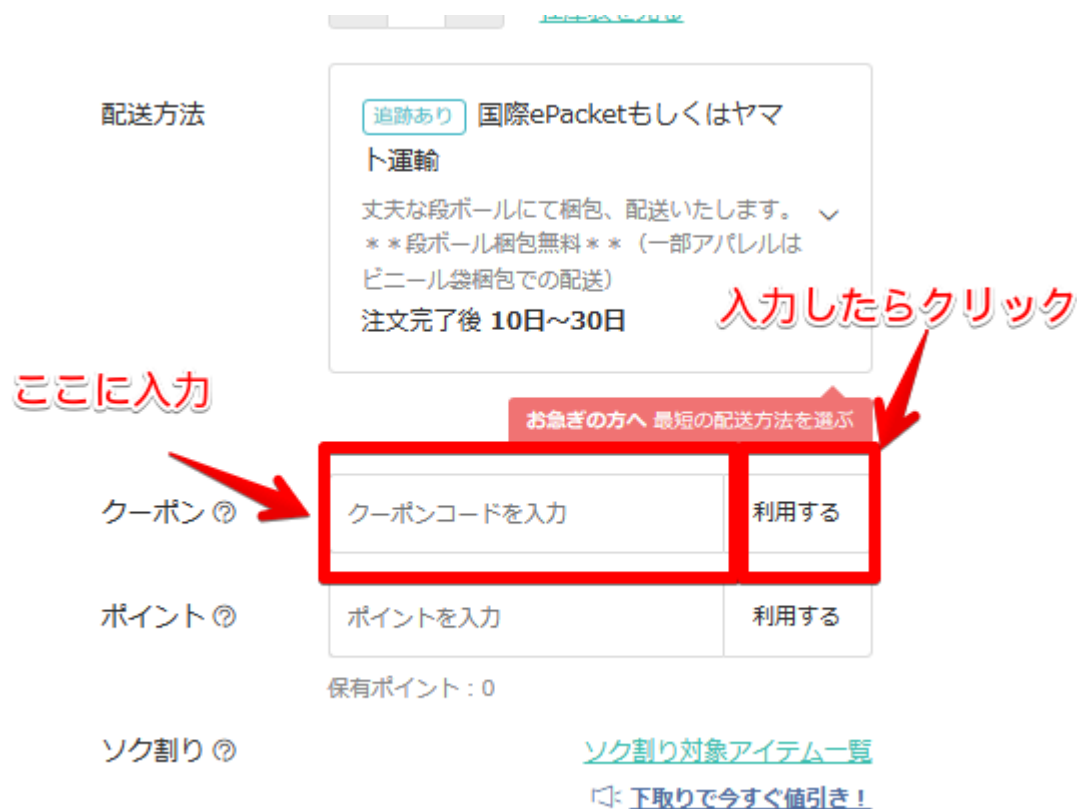 配送方法
追跡あり 国際ePacketもしくはヤマ
ト運輸
丈夫な段ボールにて梱包、配送いたします。
＊＊段ボール梱包無料＊＊（一部アパレルは
ビニール袋梱包での配送）
注文完了後 10日～30日
入力したらクリック
ここに入力
お急ぎの方へ 最短の配送方法を選ぶ
クーポン ?
クーポンコードを入力
利用する
ポイント ?
ポイントを入力
利用する
保有ポイント：0
ソク割り ?
ソク割り対象アイテム一覧
下取りで今すぐ値引き！